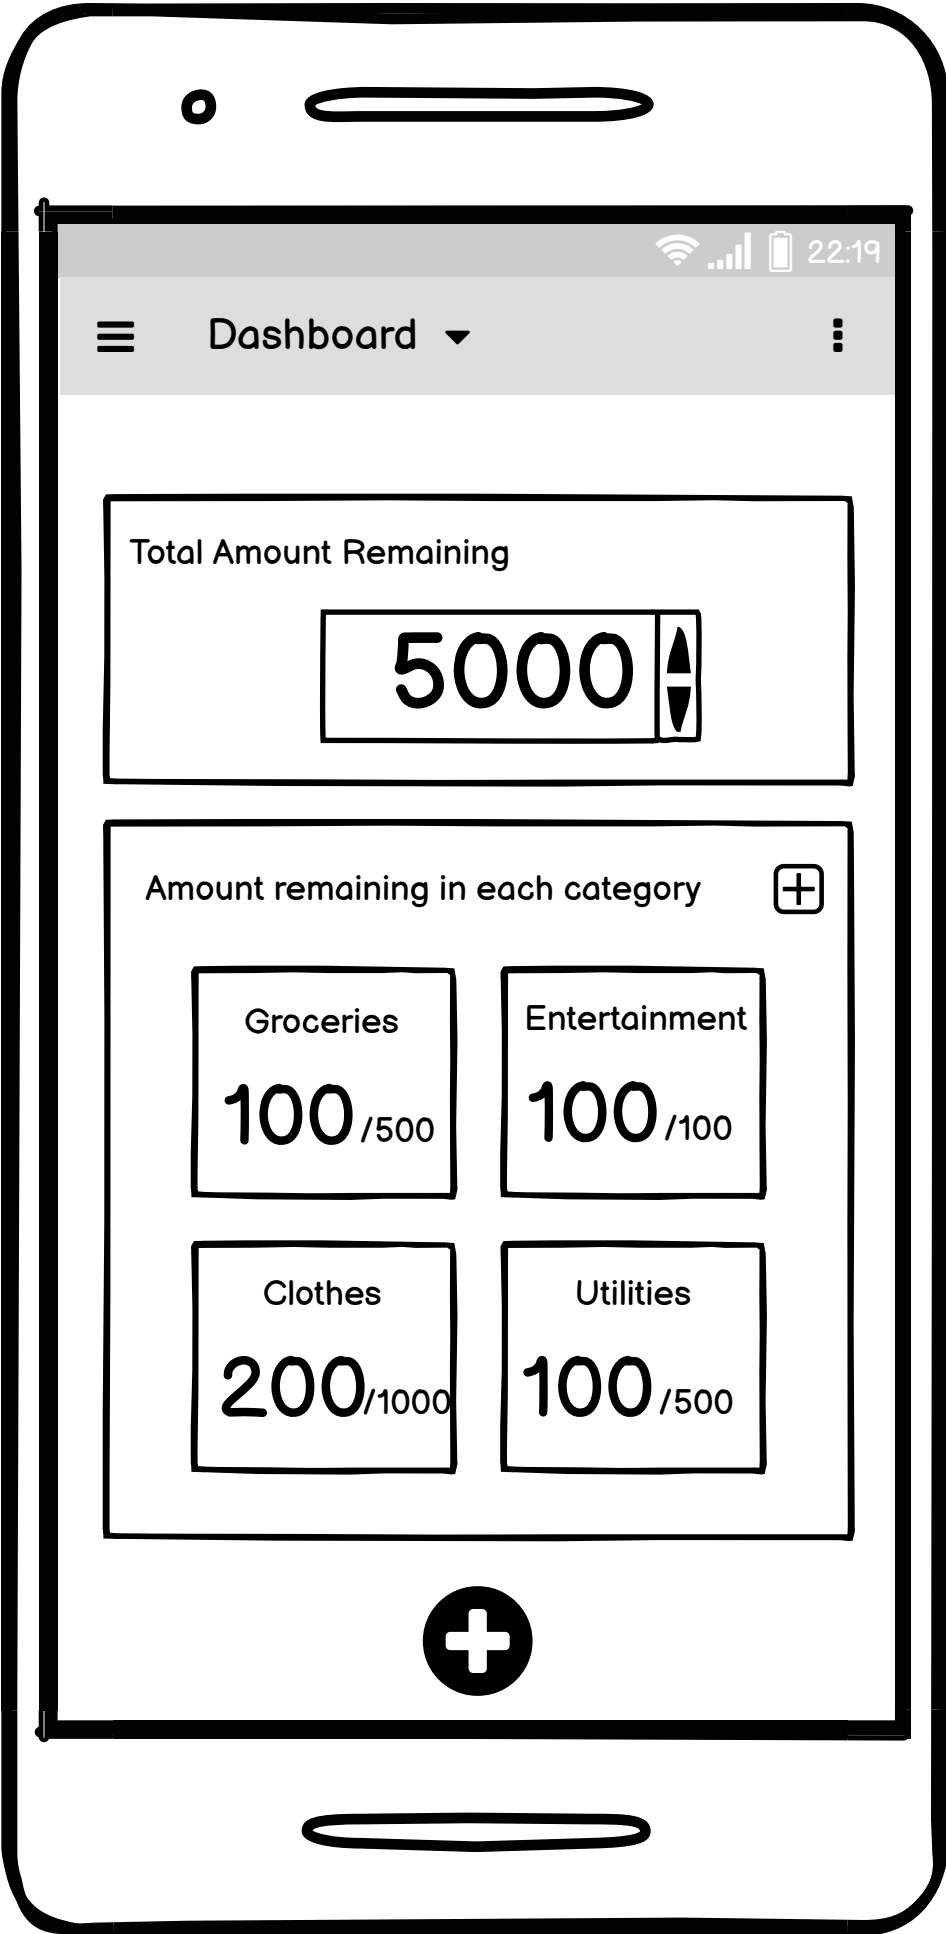 22:19
Dashboard
Total Amount Remaining
5000
Amount remaining in each category
Groceries
100/500
Entertainment
100/100
Clothes
200/1000
Utilities
100/500